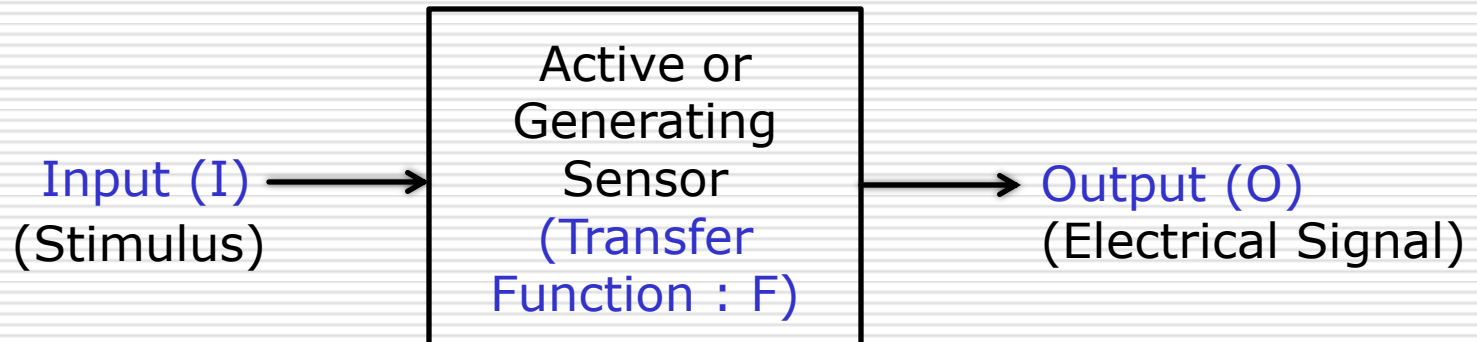 Input (I)
(Stimulus)
Active or
Generating
Sensor
(Transfer
Function : F)
Output (O)
(Electrical Signal)